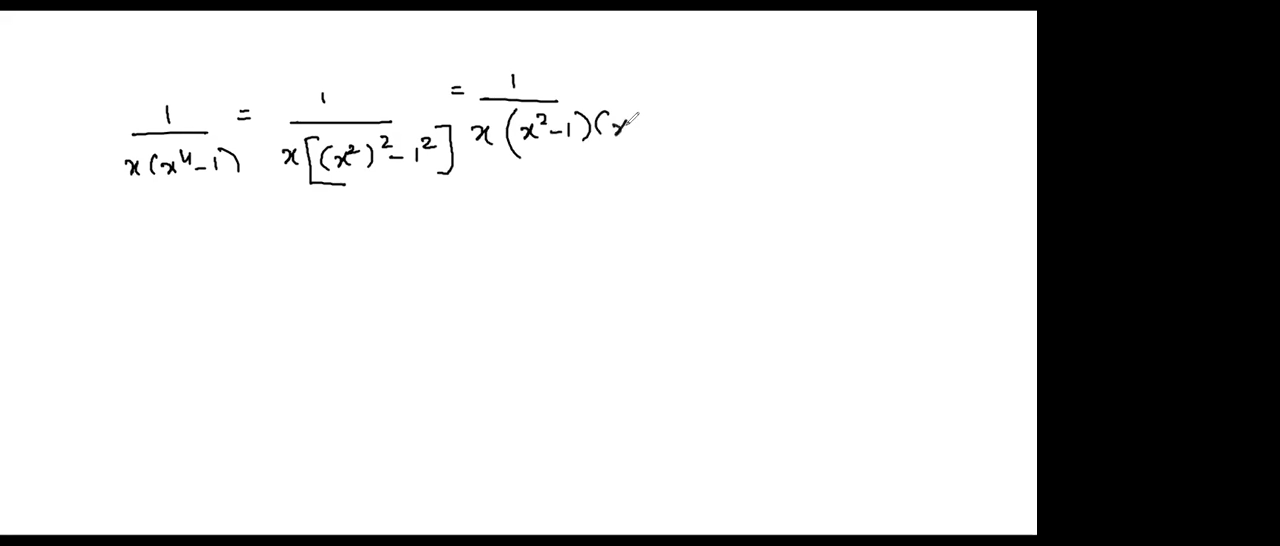 1/(x(x⁴-1)) = 1/(x[(x²)²-1²]) = 1/(x(x²-1)(x